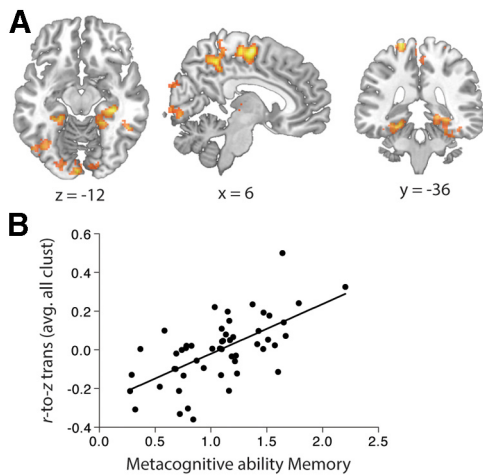 A
z = -12
x = 6
y = -36
B
r-to-z trans (avg. all clust)
0.6
0.4
0.2
0.0
-0.2
-0.4
0.0 0.5 1.0 1.5 2.0 2.5
Metacognitive ability Memory